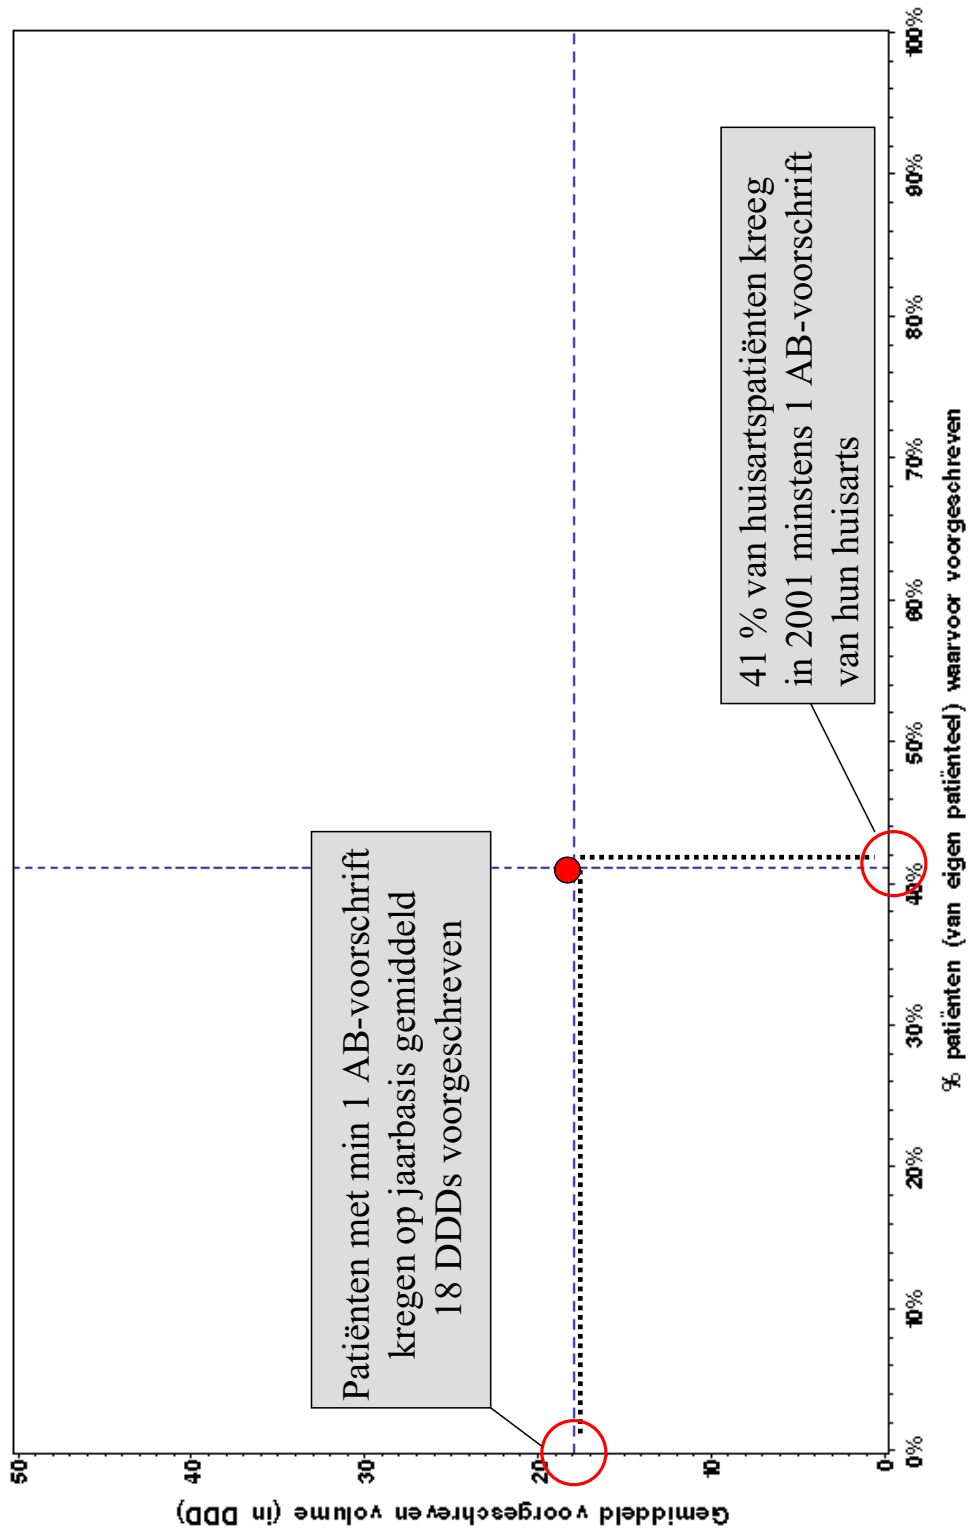 Gemiddeld voorgeschreven volume (in DDD)
50
40
30
20
10
0
Patiënten met min 1 AB-voorschrift
kregen op jaarbasis gemiddeld
18 DDDs voorgeschreven
41 % van huisartspatiënten kreeg
in 2001 minstens 1 AB-voorschrift
van hun huisarts
0%
10%
20%
30%
40%
50%
60%
70%
80%
90%
100%
% patiënten (van eigen patiënteel) waarvoor voorgeschreven